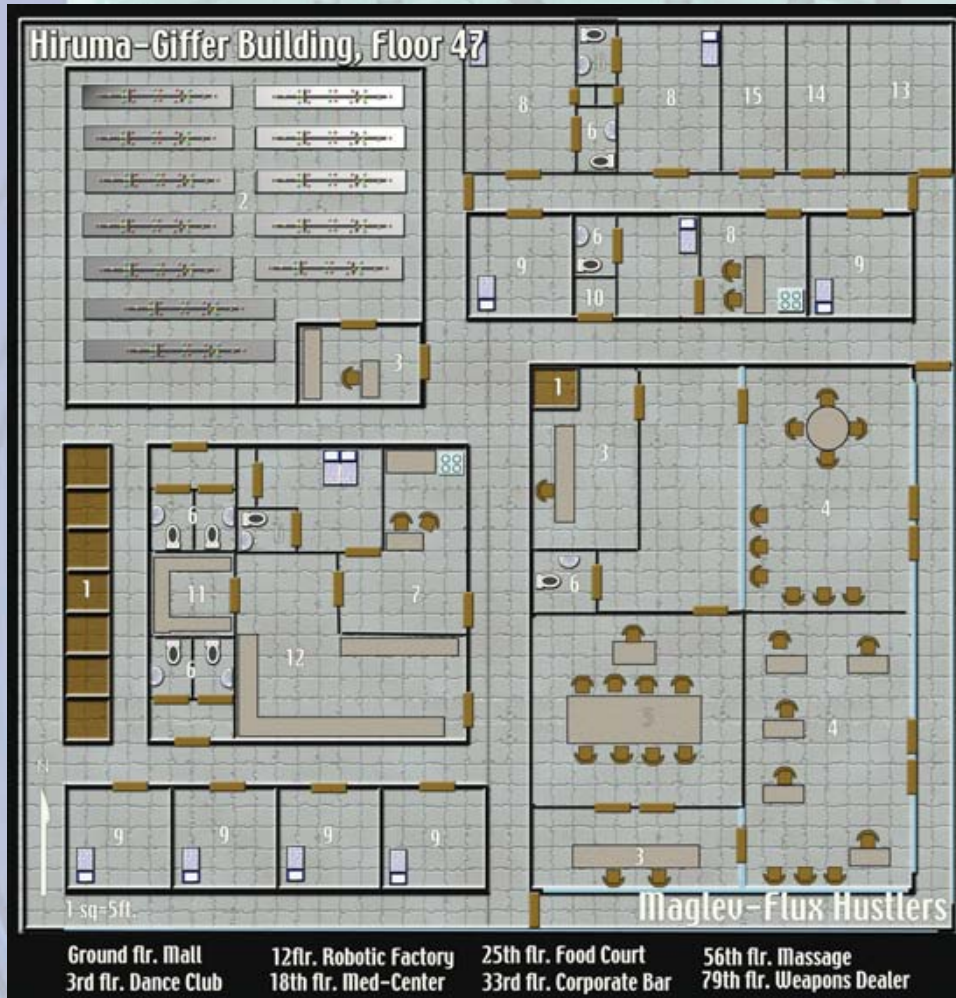 Hiruma-Giffer Building, Floor 47
8 8 15 14 13
6
2
9 6 8 9
10
3
1 3 4
7
6
1 11 7 6
6 12
5 4
9 9 9 9
3
N
1 sq=5ft.
Maglev-Flux Hustlers
Ground flr. Mall
3rd flr. Dance Club
12flr. Robotic Factory
18th flr. Med-Center
25th flr. Food Court
33rd flr. Corporate Bar
56th flr. Massage
79th flr. Weapons Dealer